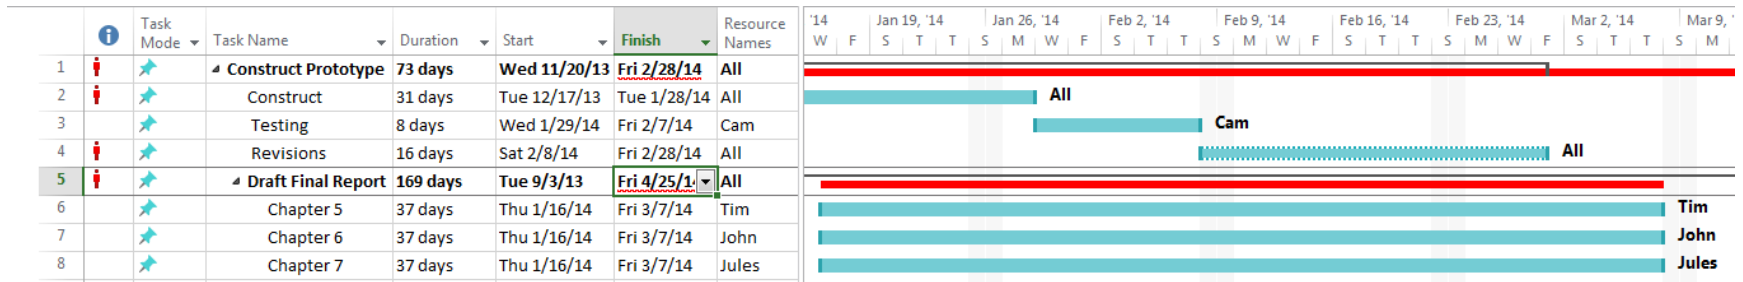 Task Mode Task Name Duration Start Finish Resource Names '14 Jan 19, '14 Jan 26, '14 Feb 2, '14 Feb 9, '14 Feb 16, '14 Feb 23, '14 Mar 2, '14 Mar 9, '
W F S T T S M W F S T T S M W F S T T S M W F S T T S M
1 Construct Prototype 73 days Wed 11/20/13 Fri 2/28/14 All
2 Construct 31 days Tue 12/17/13 Tue 1/28/14 All All
3 Testing 8 days Wed 1/29/14 Fri 2/7/14 Cam Cam
4 Revisions 16 days Sat 2/8/14 Fri 2/28/14 All All
5 Draft Final Report 169 days Tue 9/3/13 Fri 4/25/1 All
6 Chapter 5 37 days Thu 1/16/14 Fri 3/7/14 Tim Tim
7 Chapter 6 37 days Thu 1/16/14 Fri 3/7/14 John John
8 Chapter 7 37 days Thu 1/16/14 Fri 3/7/14 Jules Jules